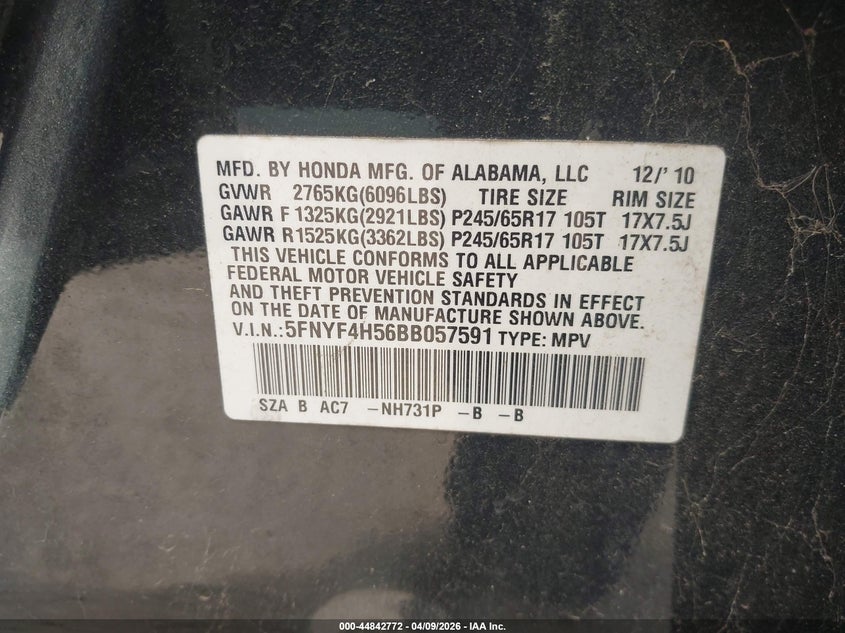 MFD. BY HONDA MFG. OF ALABAMA, LLC 12/' 10
GVWR 2765KG(6096LBS) TIRE SIZE RIM SIZE
GAWR F 1325KG(2921LBS) P245/65R17 105T 17X7.5J
GAWR R1525KG(3362LBS) P245/65R17 105T 17X7.5J
THIS VEHICLE CONFORMS TO ALL APPLICABLE
FEDERAL MOTOR VEHICLE SAFETY
AND THEFT PREVENTION STANDARDS IN EFFECT
ON THE DATE OF MANUFACTURE SHOWN ABOVE.
V.I.N.: 5FNYF4H56BB057591 TYPE: MPV
SZA B AC7 -NH731P -B -B
000-44842772 - 04/09/2026 - IAA Inc.